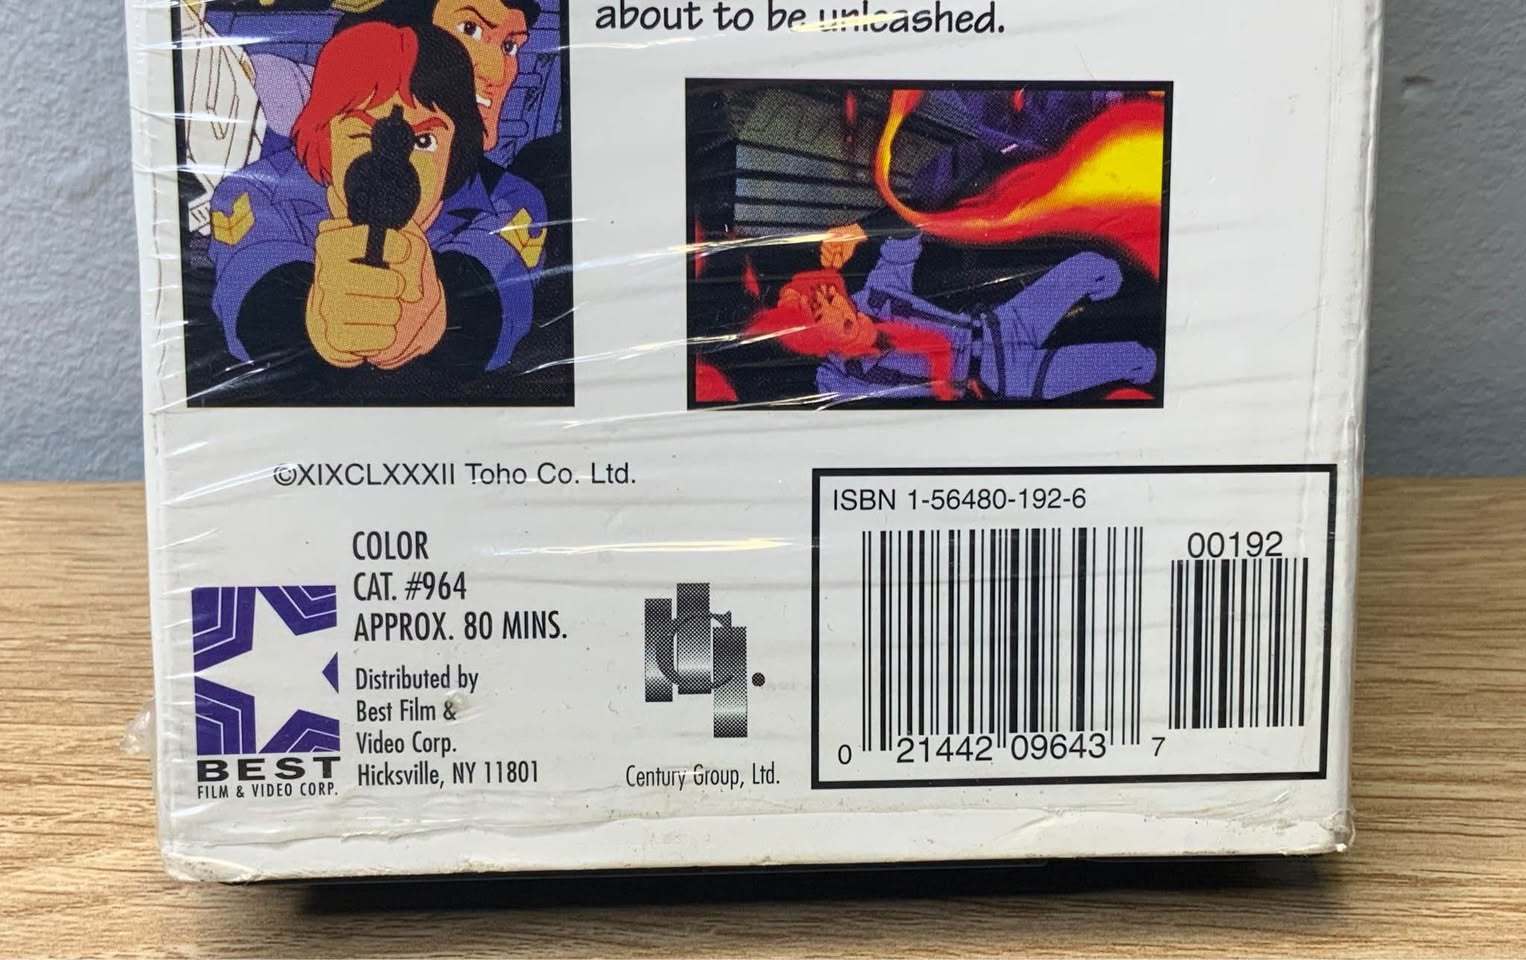 about to be unleashed.
©XIXCLXXXII Toho Co. Ltd.
COLOR
CAT. #964
APPROX. 80 MINS.
Distributed by
Best Film &
Video Corp.
Hicksville, NY 11801
BEST
FILM & VIDEO CORP.
Century Group, Ltd.
ISBN 1-56480-192-6
00192
0 21442 09643 7